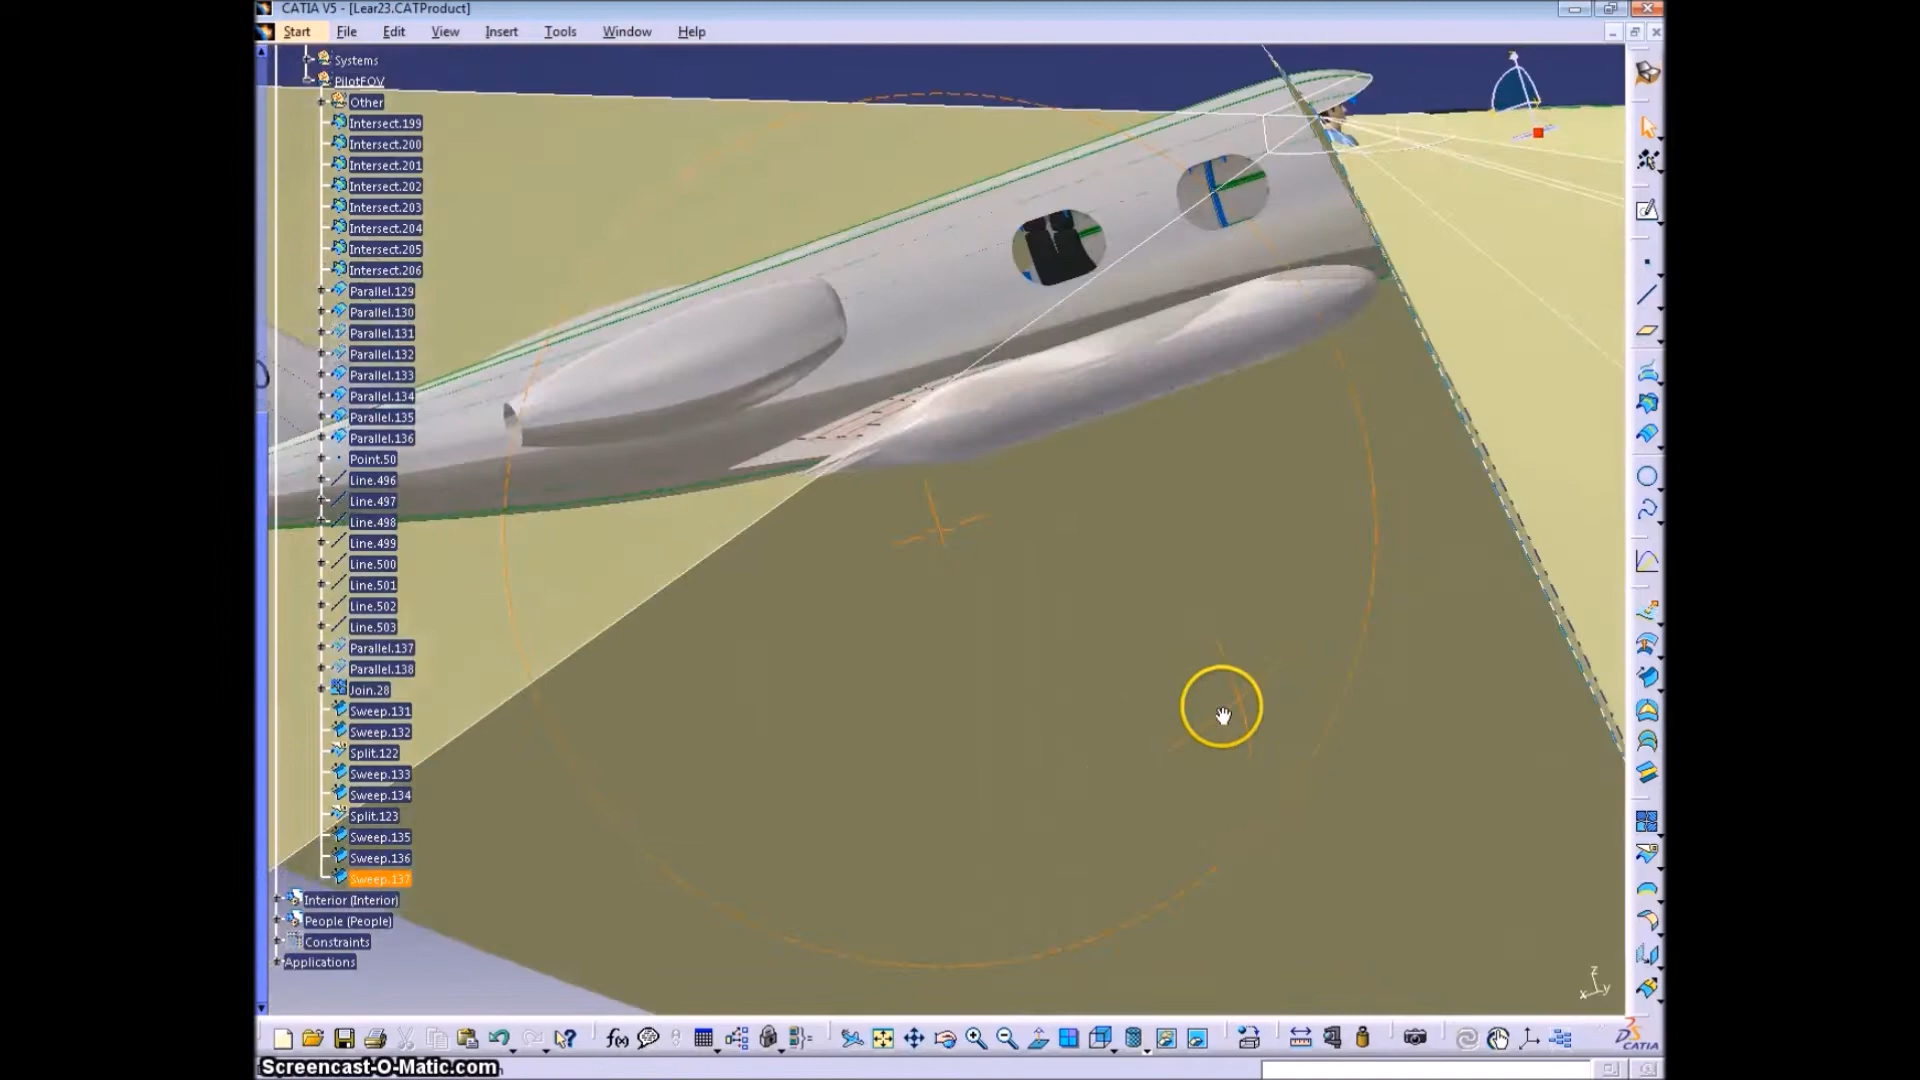 CATIA V5 - [Lear23.CATProduct]
Start File Edit View Insert Tools Window Help
Systems
PilotFOV
Other
Intersect.199
Intersect.200
Intersect.201
Intersect.202
Intersect.203
Intersect.204
Intersect.205
Intersect.206
Parallel.129
Parallel.130
Parallel.131
Parallel.132
Parallel.133
Parallel.134
Parallel.135
Parallel.136
Point.50
Line.496
Line.497
Line.498
Line.499
Line.500
Line.501
Line.502
Line.503
Parallel.137
Parallel.138
Join.28
Sweep.131
Sweep.132
Split.122
Sweep.133
Sweep.134
Split.123
Sweep.135
Sweep.136
Sweep.137
Interior (Interior)
People (People)
Constraints
Applications
z
x y
f(x)
CATIA
Screencast-O-Matic.com